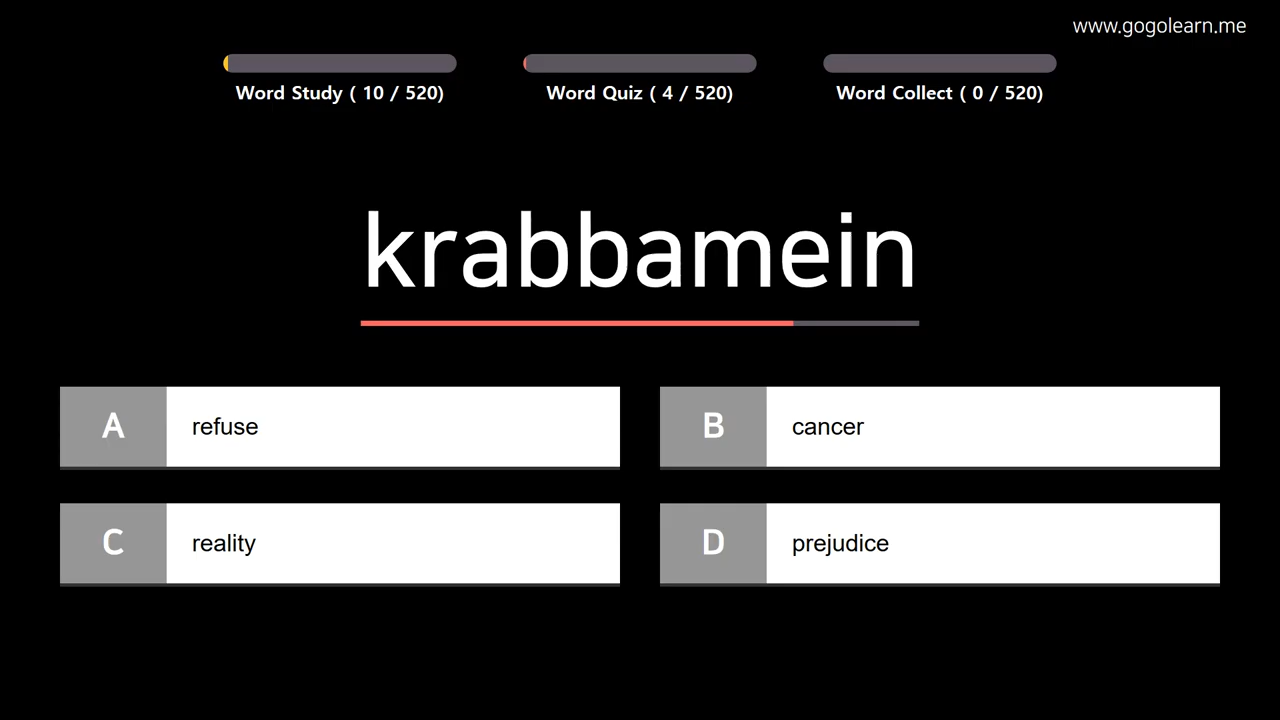 www.gogolearn.me
Word Study ( 10 / 520)
Word Quiz ( 4 / 520)
Word Collect ( 0 / 520)
krabbamein
A refuse
B cancer
C reality
D prejudice